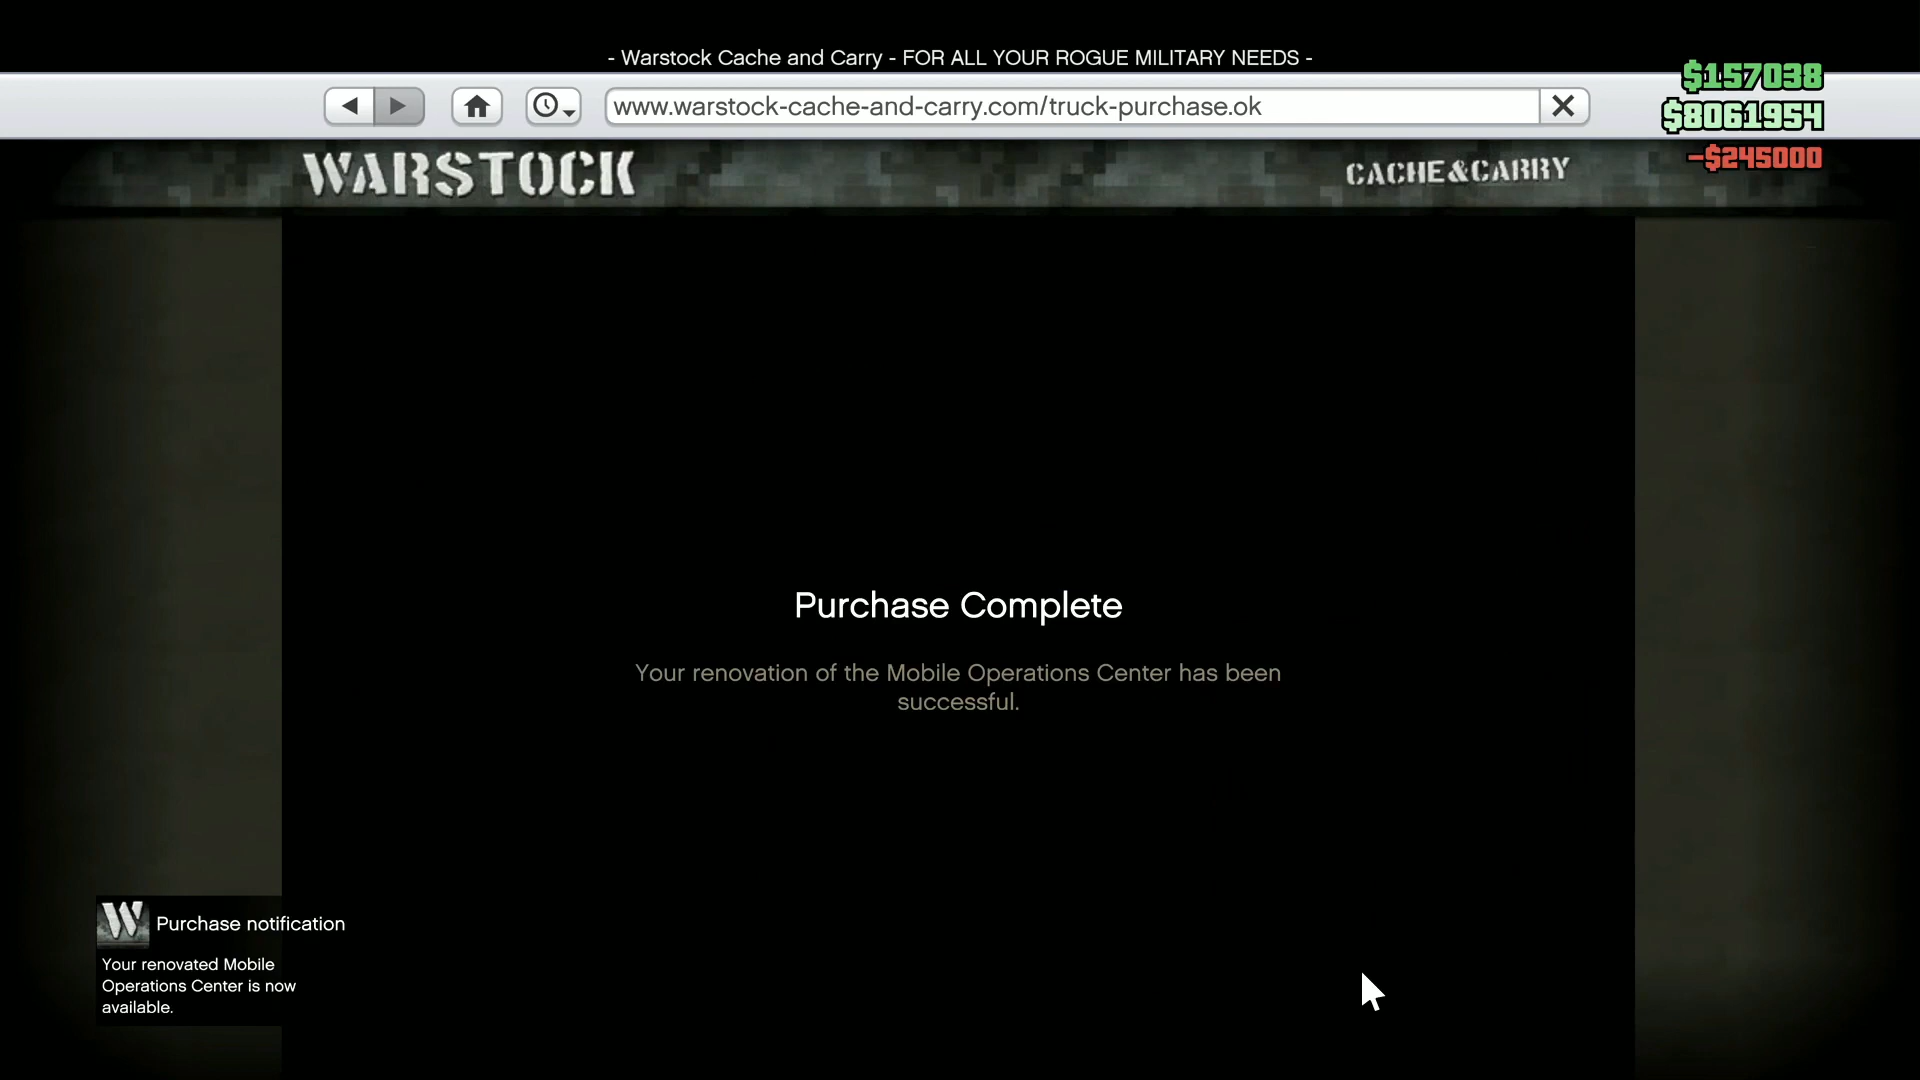 - Warstock Cache and Carry - FOR ALL YOUR ROGUE MILITARY NEEDS -
$157038
www.warstock-cache-and-carry.com/truck-purchase.ok
$8061954
-$245000
WARSTOCK
CACHE&CARRY
Purchase Complete
Your renovation of the Mobile Operations Center has been
successful.
W
Purchase notification
Your renovated Mobile
Operations Center is now
available.